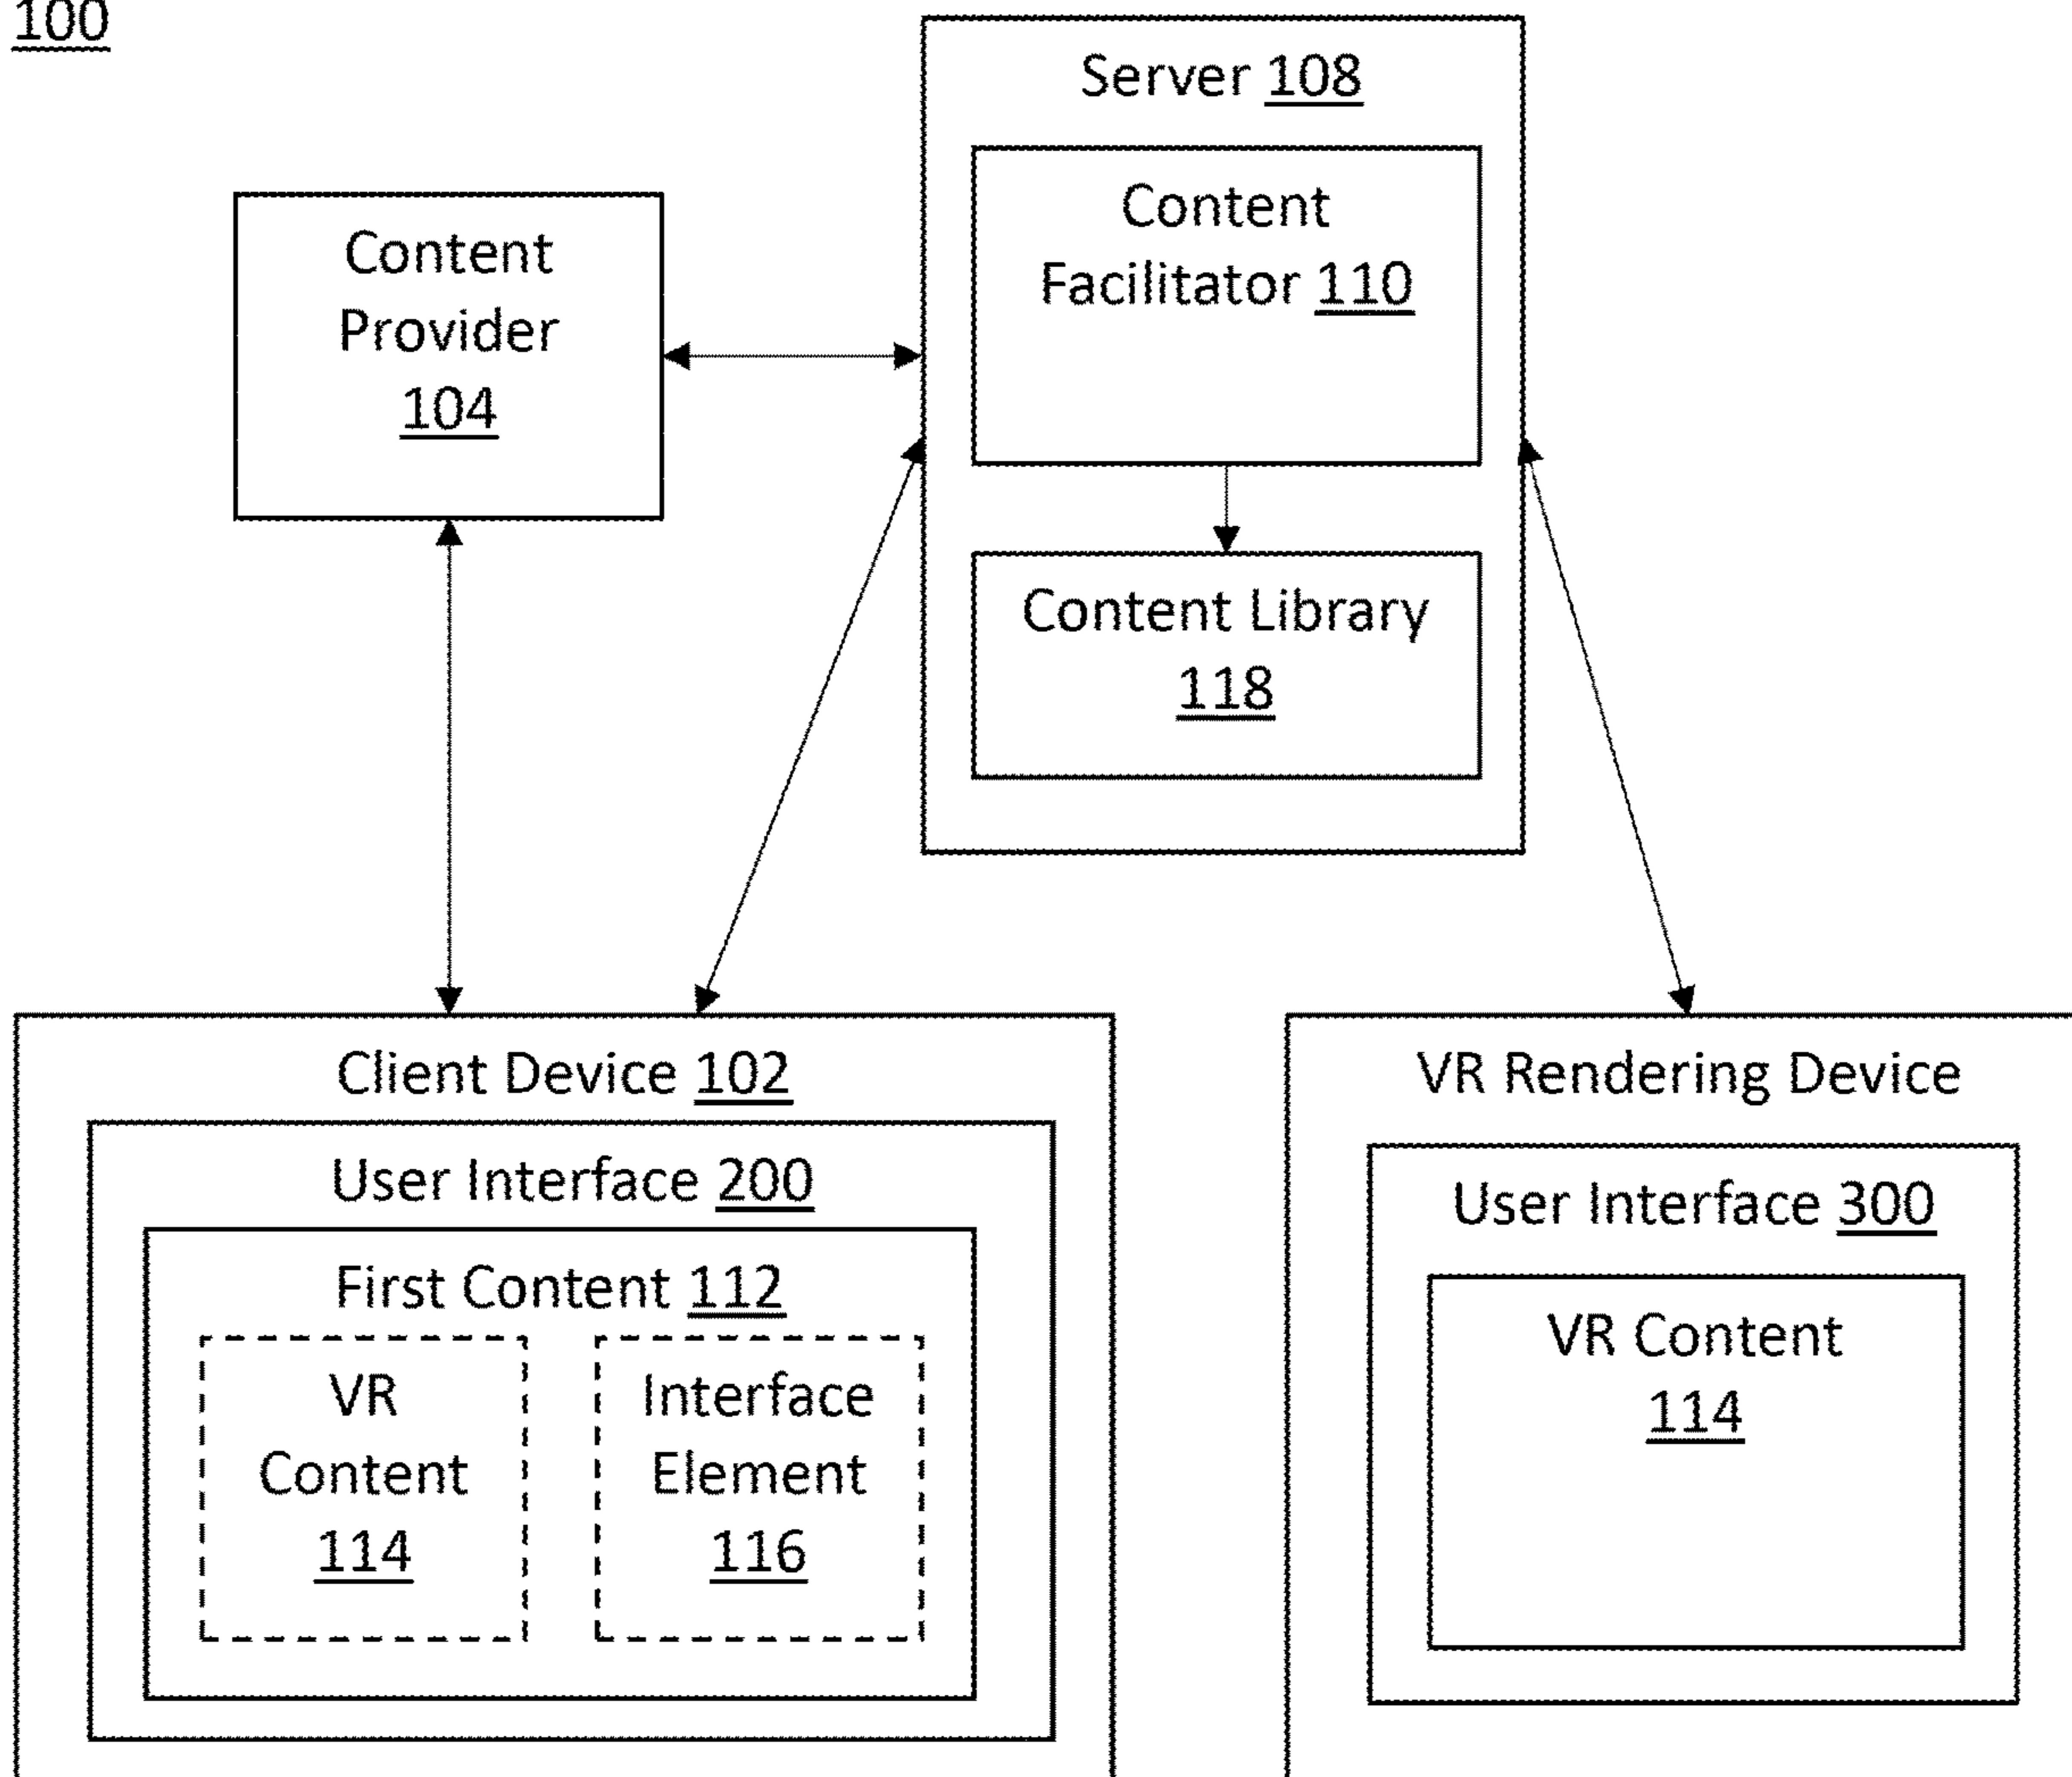 100
Server 108
Content
Facilitator 110
Content
Provider
104
Content Library
118
Client Device 102
User Interface 200
First Content 112
VR
Content
114
Interface
Element
116
VR Rendering Device
User Interface 300
VR Content
114